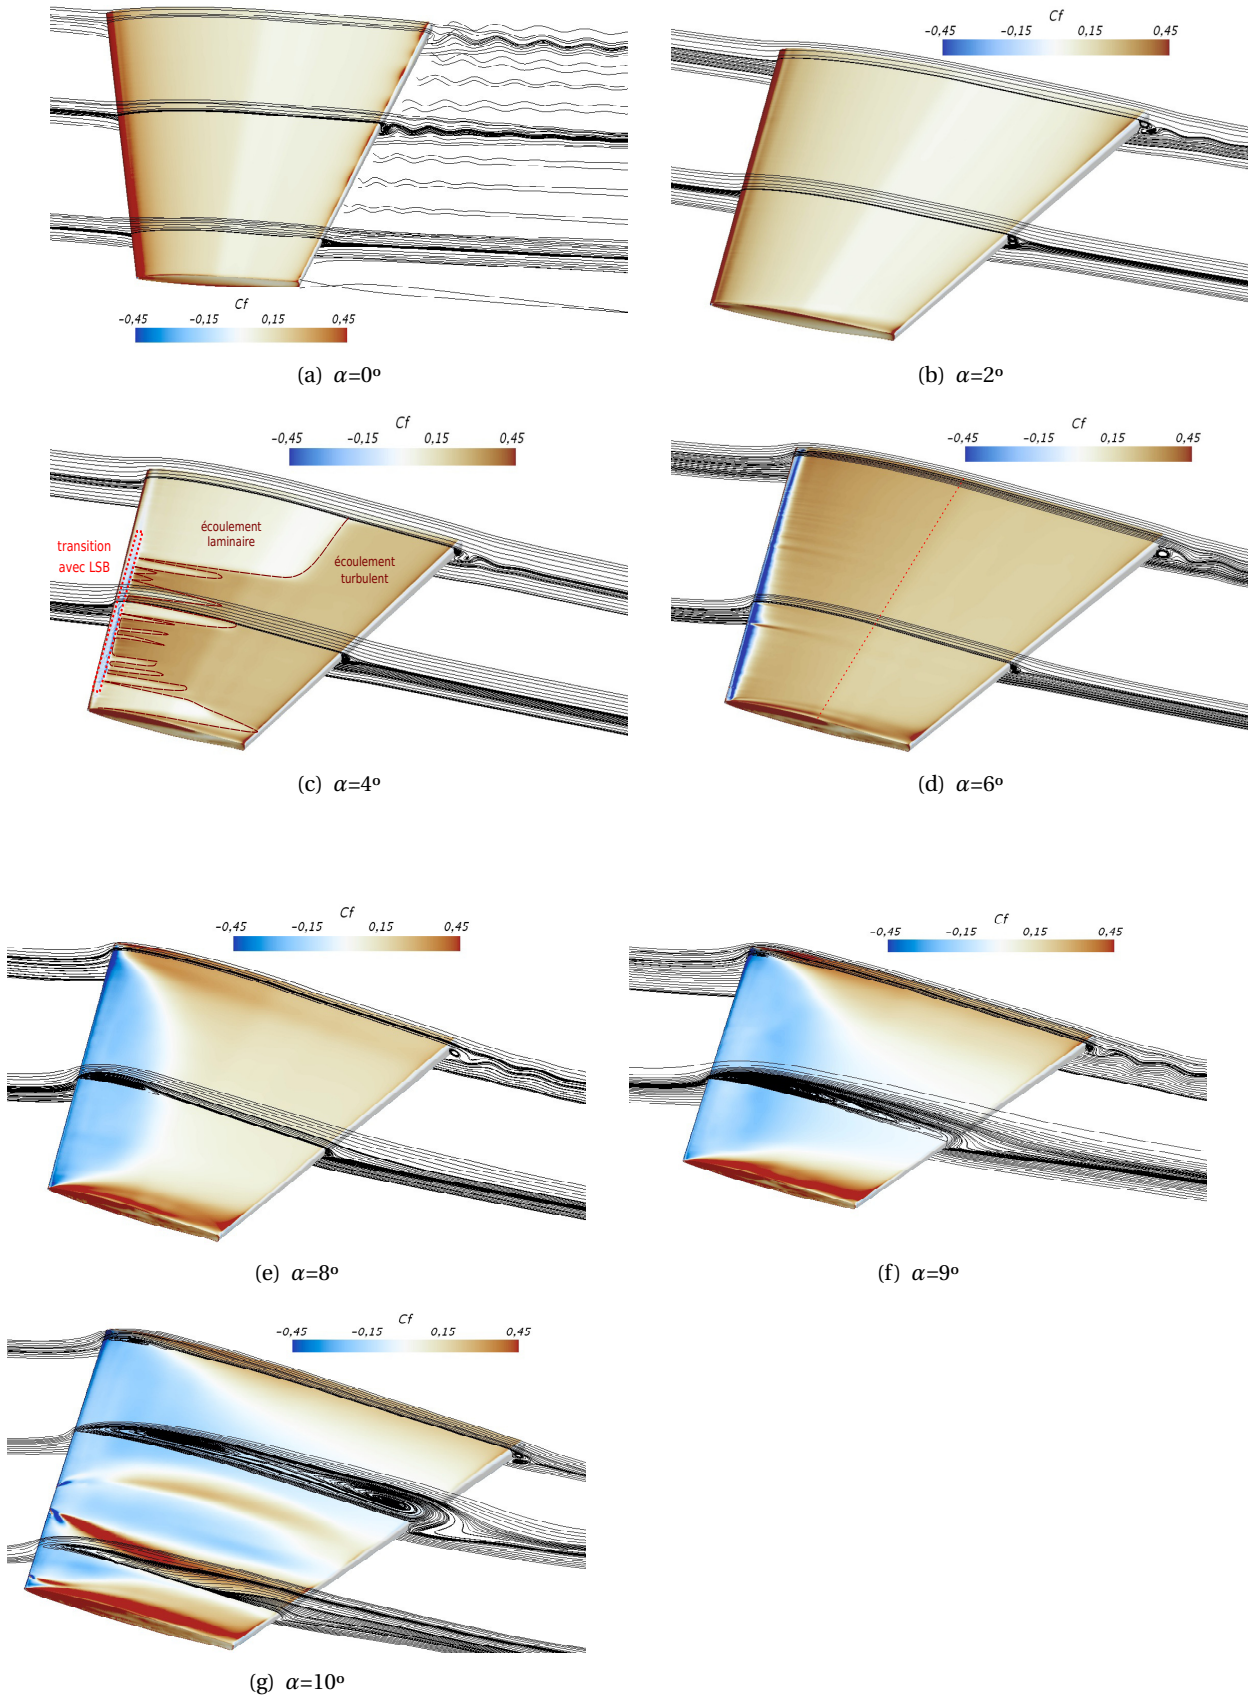 Cf
-0,45 -0,15 0,15 0,45
(a) α=0º
Cf
-0,45 -0,15 0,15 0,45
(b) α=2º
Cf
-0,45 -0,15 0,15 0,45
transition
avec LSB
écoulement
laminaire
écoulement
turbulent
(c) α=4º
Cf
-0,45 -0,15 0,15 0,45
(d) α=6º
Cf
-0,45 -0,15 0,15 0,45
(e) α=8º
Cf
-0,45 -0,15 0,15 0,45
(f) α=9º
Cf
-0,45 -0,15 0,15 0,45
(g) α=10º